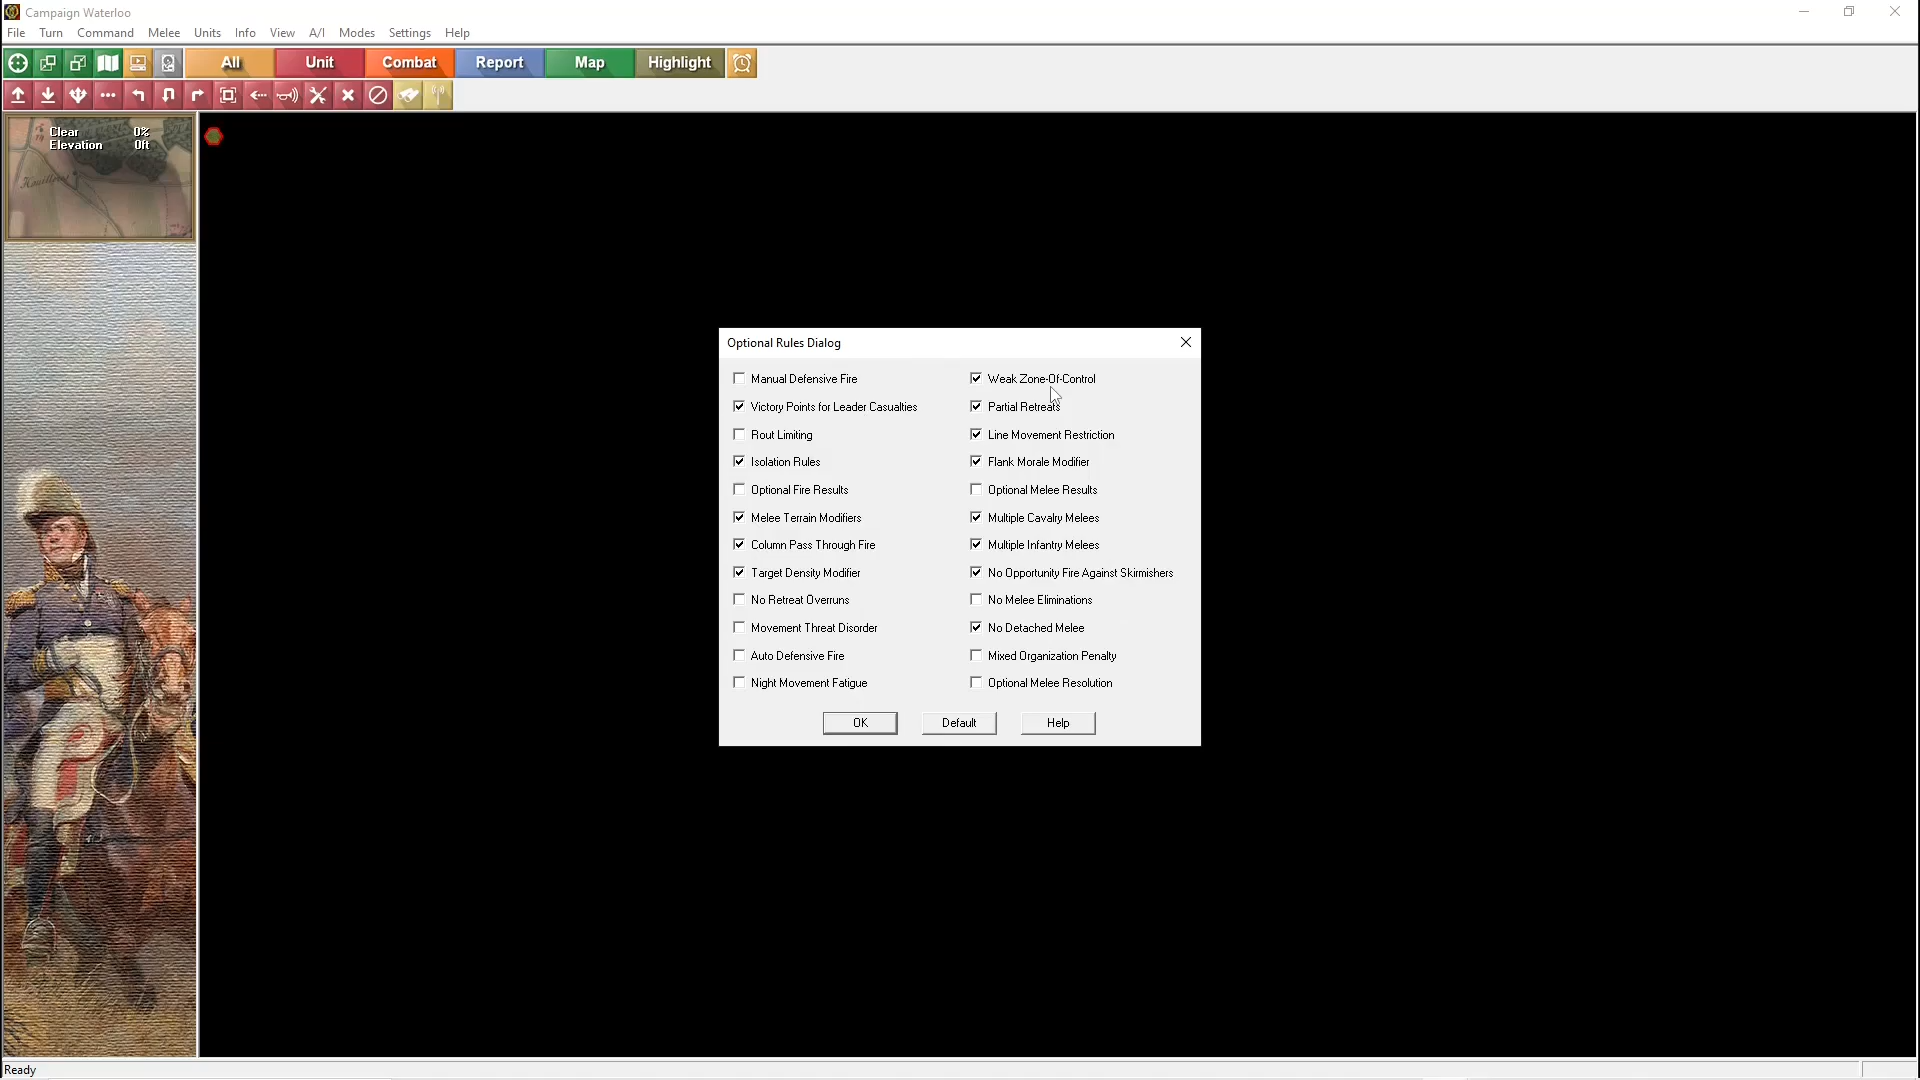 Campaign Waterloo
File Turn Command Melee Units Info View A/I Modes Settings Help
All Unit Combat Report Map Highlight
Clear 0%
Elevation 0ft
Optional Rules Dialog
Manual Defensive Fire
Victory Points for Leader Casualties
Rout Limiting
Isolation Rules
Optional Fire Results
Melee Terrain Modifiers
Column Pass Through Fire
Target Density Modifier
No Retreat Overruns
Movement Threat Disorder
Auto Defensive Fire
Night Movement Fatigue
Weak Zone-Of-Control
Partial Retreats
Line Movement Restriction
Flank Morale Modifier
Optional Melee Results
Multiple Cavalry Melees
Multiple Infantry Melees
No Opportunity Fire Against Skirmishers
No Melee Eliminations
No Detached Melee
Mixed Organization Penalty
Optional Melee Resolution
OK Default Help
Ready